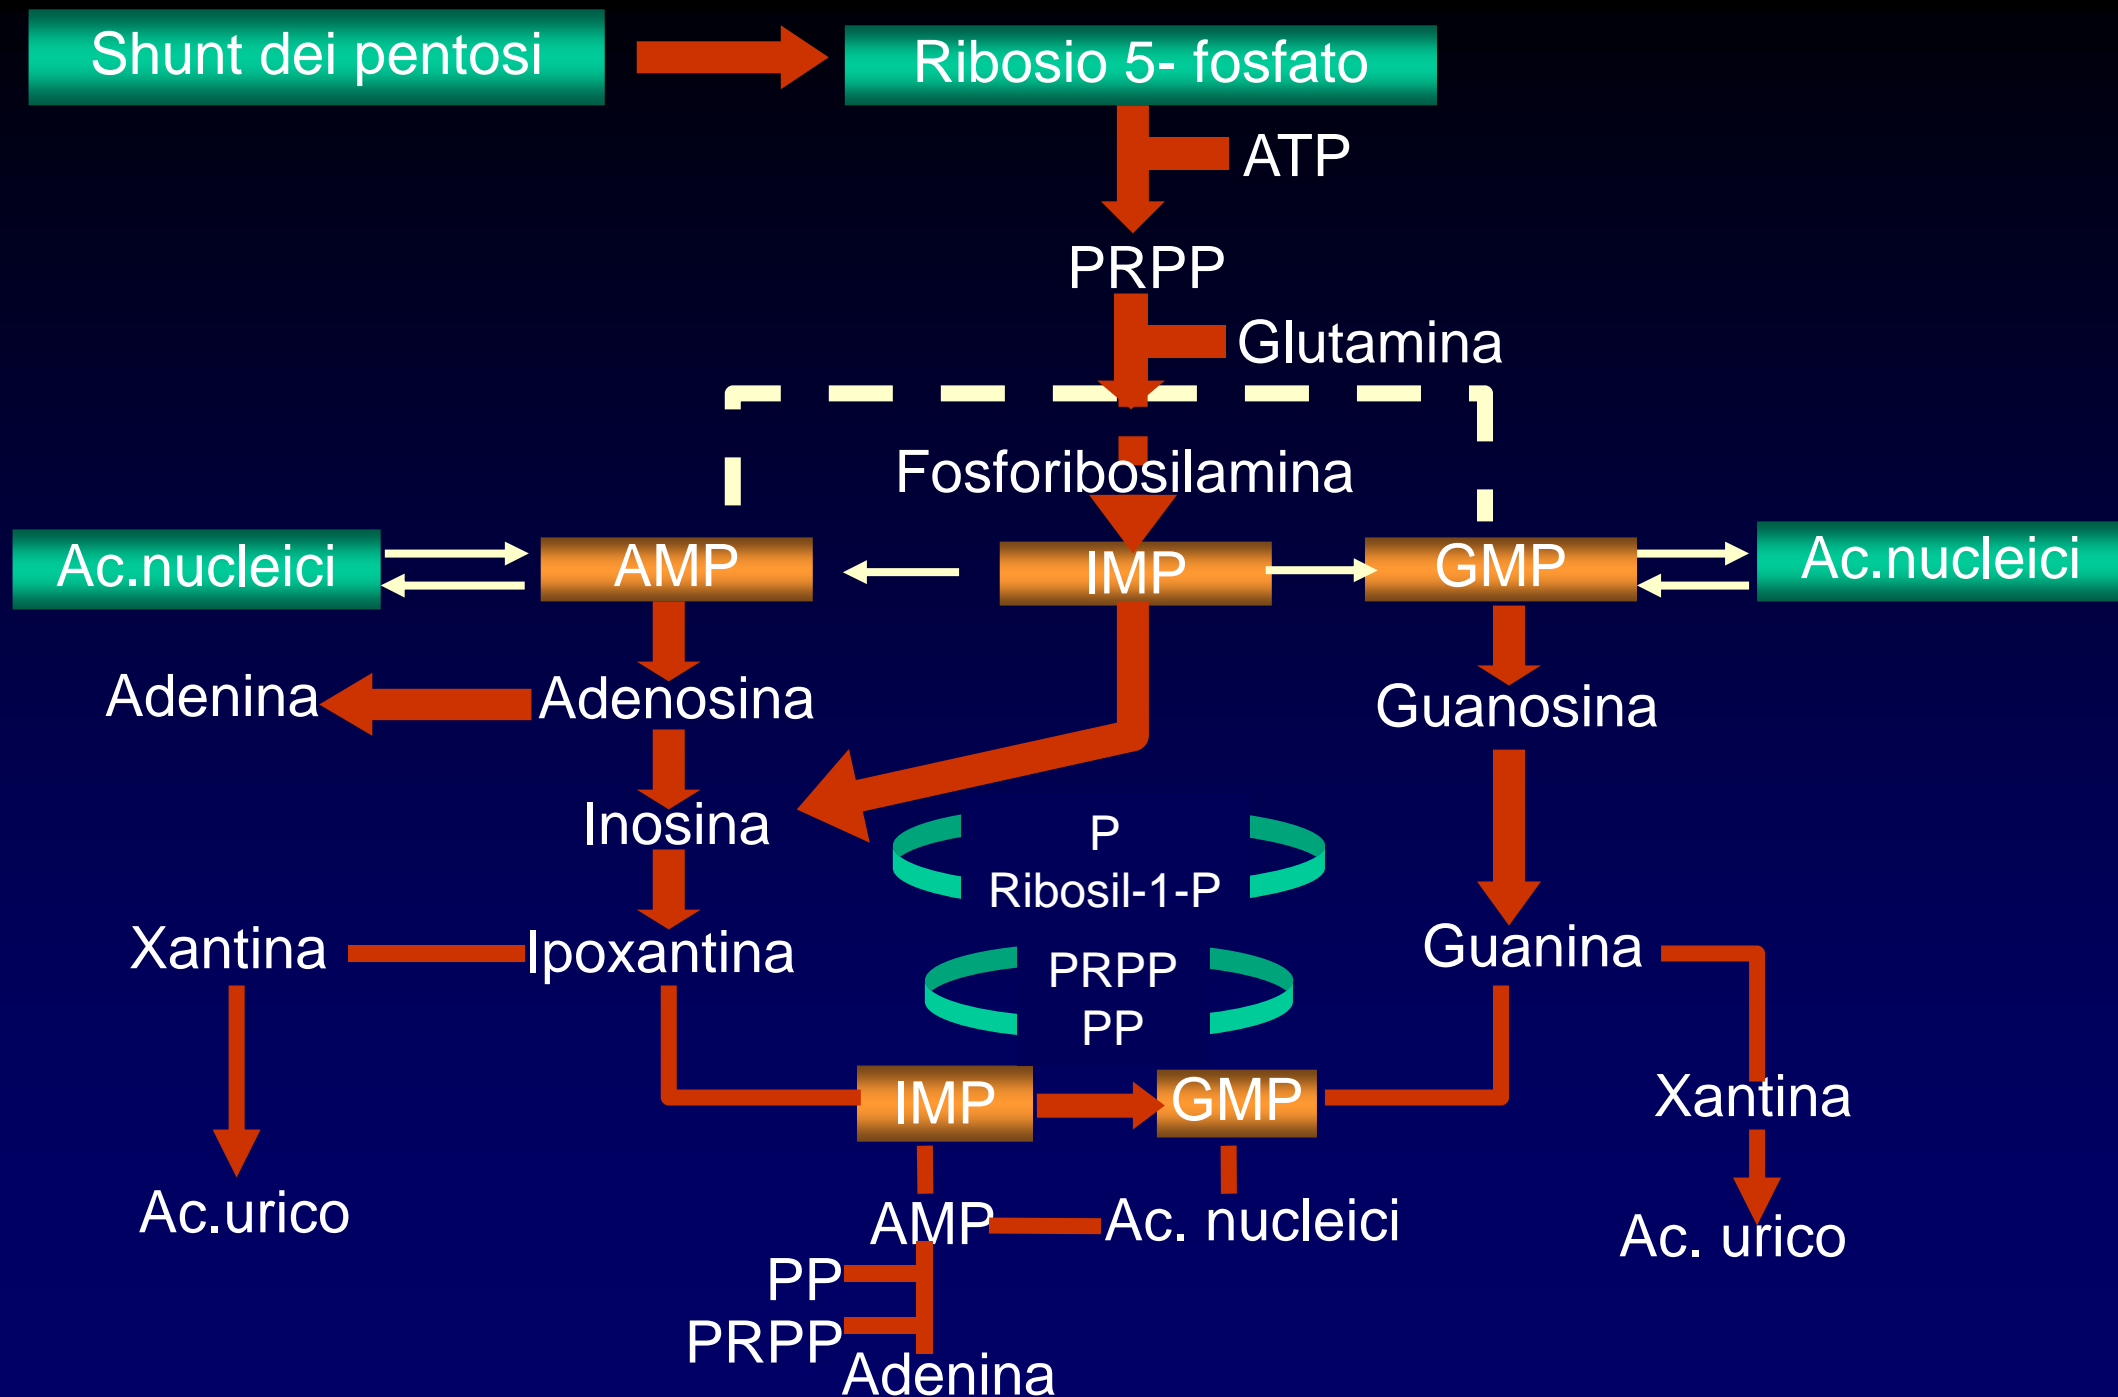 Shunt dei pentosi
Ribosio 5- fosfato
ATP
PRPP
Glutamina
Fosforibosilamina
Ac.nucleici
AMP
IMP
GMP
Ac.nucleici
Adenina
Adenosina
Guanosina
Inosina
P
Ribosil-1-P
Xantina
Ipoxantina
Guanina
PRPP
PP
IMP
GMP
Xantina
Ac.urico
AMP
Ac. nucleici
Ac. urico
PP
PRPP
Adenina